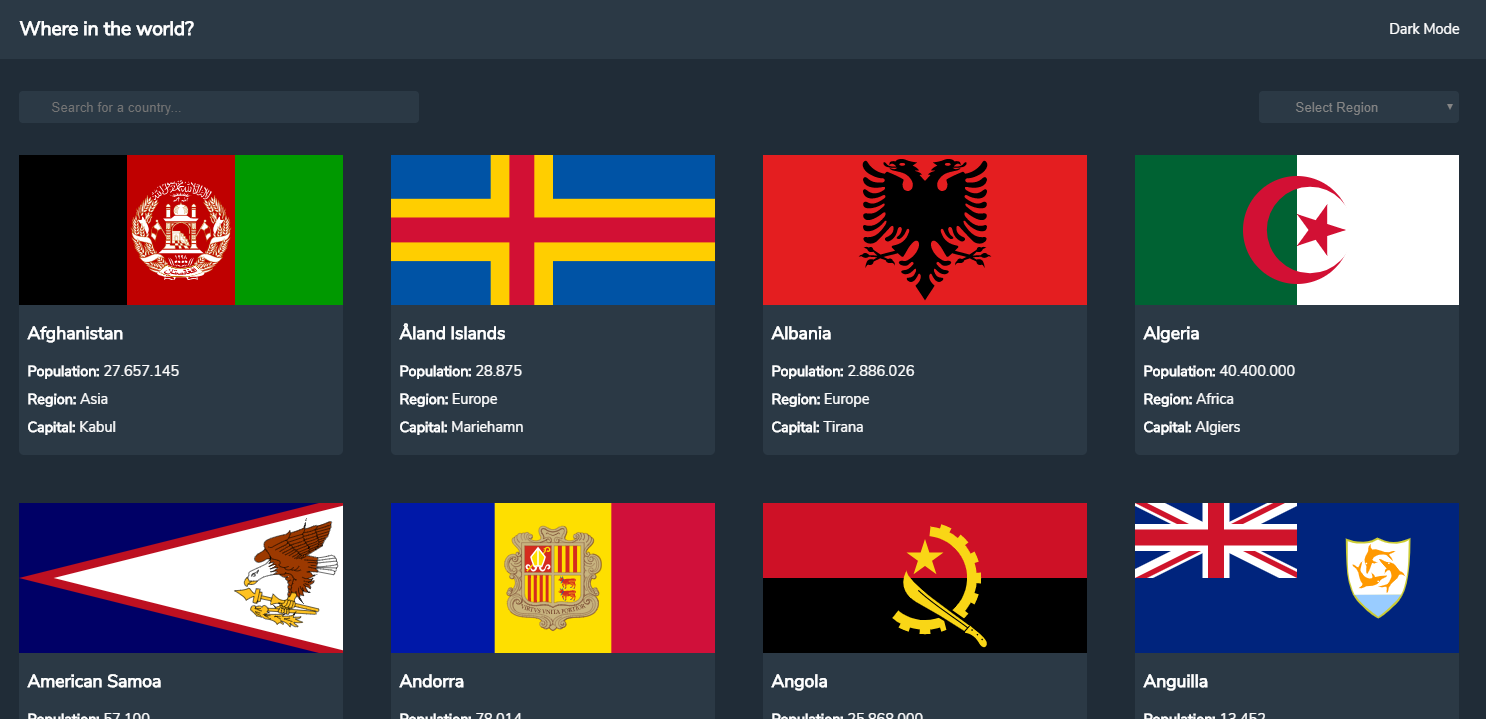 Where in the world?
Dark Mode
Search for a country...
Select Region
Afghanistan
Population: 27.657.145
Region: Asia
Capital: Kabul
Åland Islands
Population: 28.875
Region: Europe
Capital: Mariehamn
Albania
Population: 2.886.026
Region: Europe
Capital: Tirana
Algeria
Population: 40.400.000
Region: Africa
Capital: Algiers
American Samoa
Population: 57.100
Andorra
VIRTVS VNITA FORTIOR
Population: 78.014
Angola
Population: 25.868.000
Anguilla
Population: 13.452